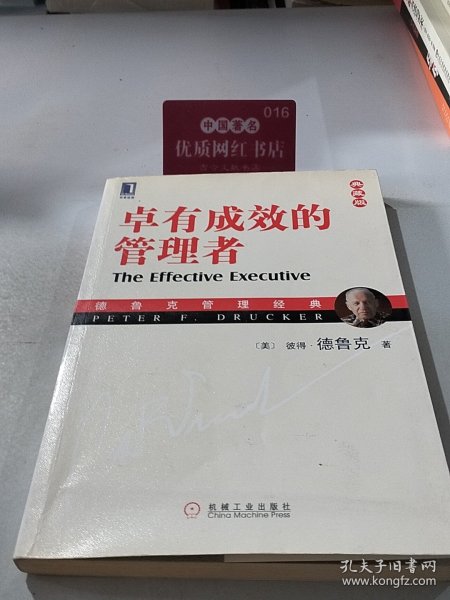 016
中国著名
优质网红书店
典藏版
卓有成效的
管理者
The Effective Executive
德鲁克管理经典
PETER F. DRUCKER
〔美〕 彼得·德鲁克 著
机械工业出版社
China Machine Press
孔夫子旧书网
www.kongfz.com